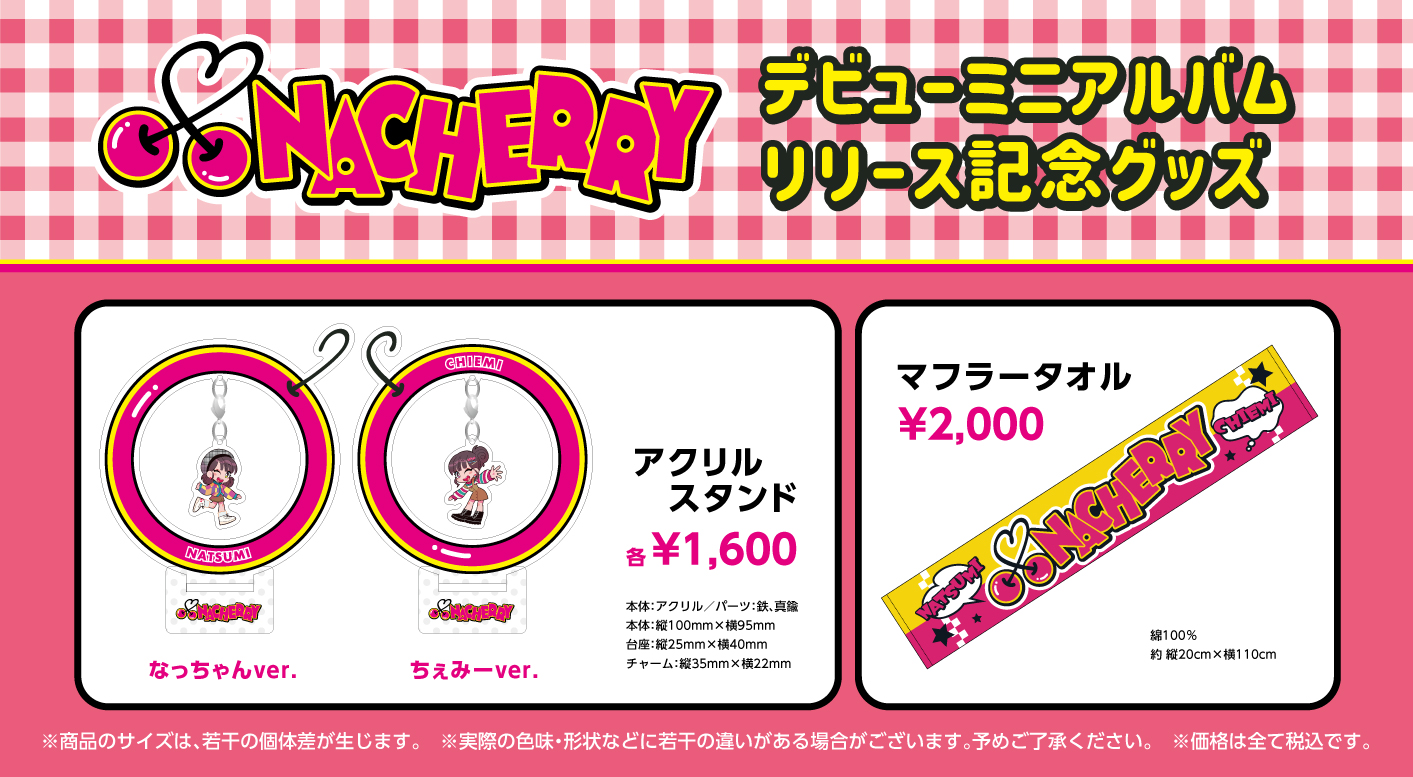 NACHERRY
デビューミニアルバム
リリース記念グッズ
CHIEMI
NATSUMI
NACHERRY
NACHERRY
なっちゃんver.
ちぇみーver.
アクリル
スタンド
各¥1,600
本体：アクリル／パーツ：鉄、真鍮
本体：縦100mm×横95mm
台座：縦25mm×横40mm
チャーム：縦35mm×横22mm
マフラータオル
¥2,000
CHIEMI
NACHERRY
NATSUMI
綿100％
約 縦20cm×横110cm
※商品のサイズは、若干の個体差が生じます。 ※実際の色味・形状などに若干の違いがある場合がございます。予めご了承ください。 ※価格は全て税込です。